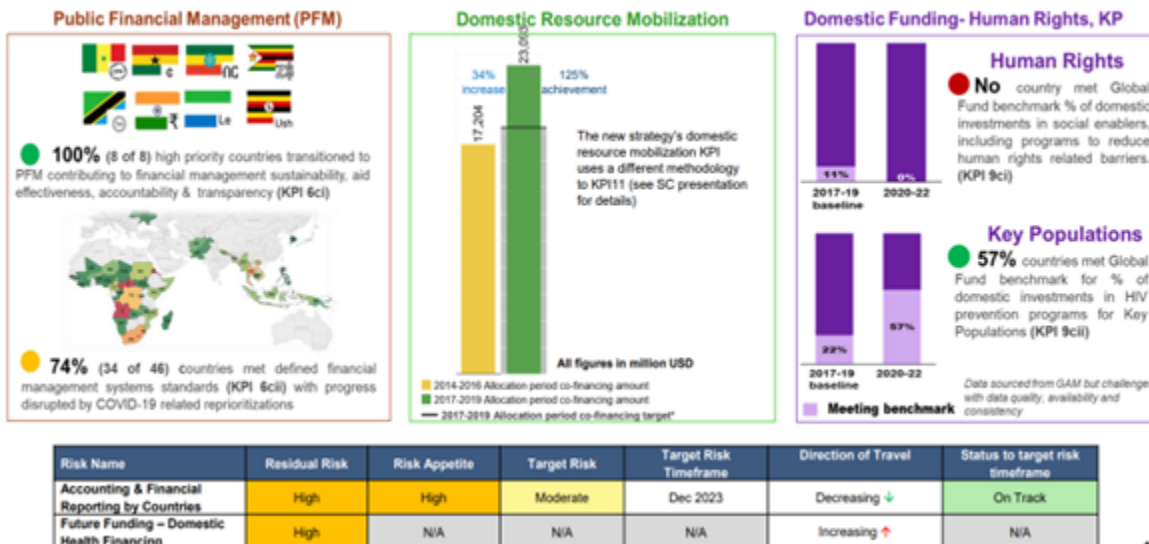 Public Financial Management (PFM)
¢
₹
Le
Ush
100% (8 of 8) high priority countries transitioned to
PFM contributing to financial management sustainability, aid
effectiveness, accountability & transparency (KPI 6ci)
74% (34 of 46) countries met defined financial
management systems standards (KPI 6cii) with progress
disrupted by COVID-19 related reprioritizations
Domestic Resource Mobilization
23,093
34%
increase
125%
achievement
17,204
The new strategy's domestic
resource mobilization KPI
uses a different methodology
to KPI11 (see SC presentation
for details)
All figures in million USD
2014-2016 Allocation period co-financing amount
2017-2019 Allocation period co-financing amount
2017-2019 Allocation period co-financing target*
Domestic Funding- Human Rights, KP
11%
0%
2017-19
baseline
2020-22
Human Rights
No country met Global
Fund benchmark % of domestic
investments in social enablers,
including programs to reduce
human rights related barriers.
(KPI 9ci)
22%
57%
2017-19
baseline
2020-22
Meeting benchmark
Key Populations
57% countries met Global
Fund benchmark for % of
domestic investments in HIV
prevention programs for Key
Populations (KPI 9cii)
Data sourced from GAM but challenge
with data quality, availability and
consistency
Risk Name Residual Risk Risk Appetite Target Risk Target Risk Timeframe Direction of Travel Status to target risk timeframe
Accounting & Financial
Reporting by Countries
High High Moderate Dec 2023 Decreasing ↓ On Track
Future Funding – Domestic
Health Financing
High N/A N/A N/A Increasing ↑ N/A